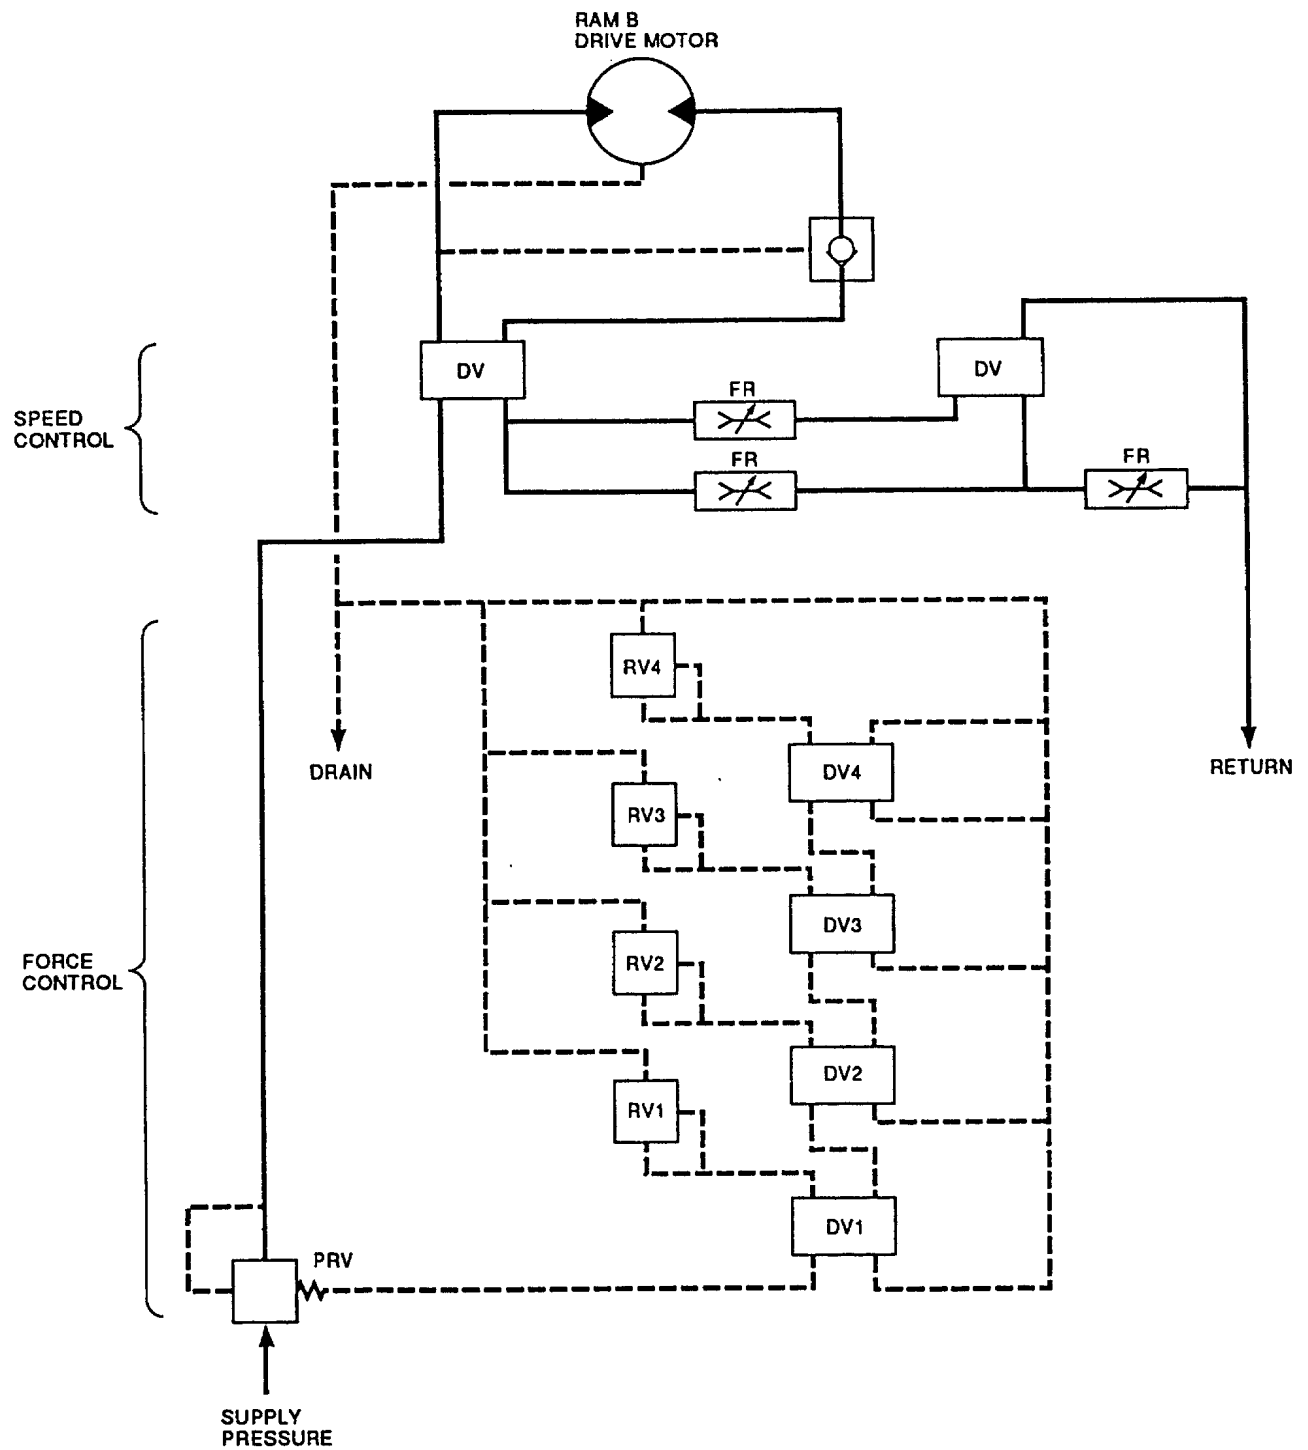 RAM B
DRIVE MOTOR
DV
DV
FR
FR
FR
SPEED
CONTROL
RV4
DRAIN
DV4
RETURN
RV3
DV3
FORCE
CONTROL
RV2
DV2
RV1
DV1
PRV
SUPPLY
PRESSURE